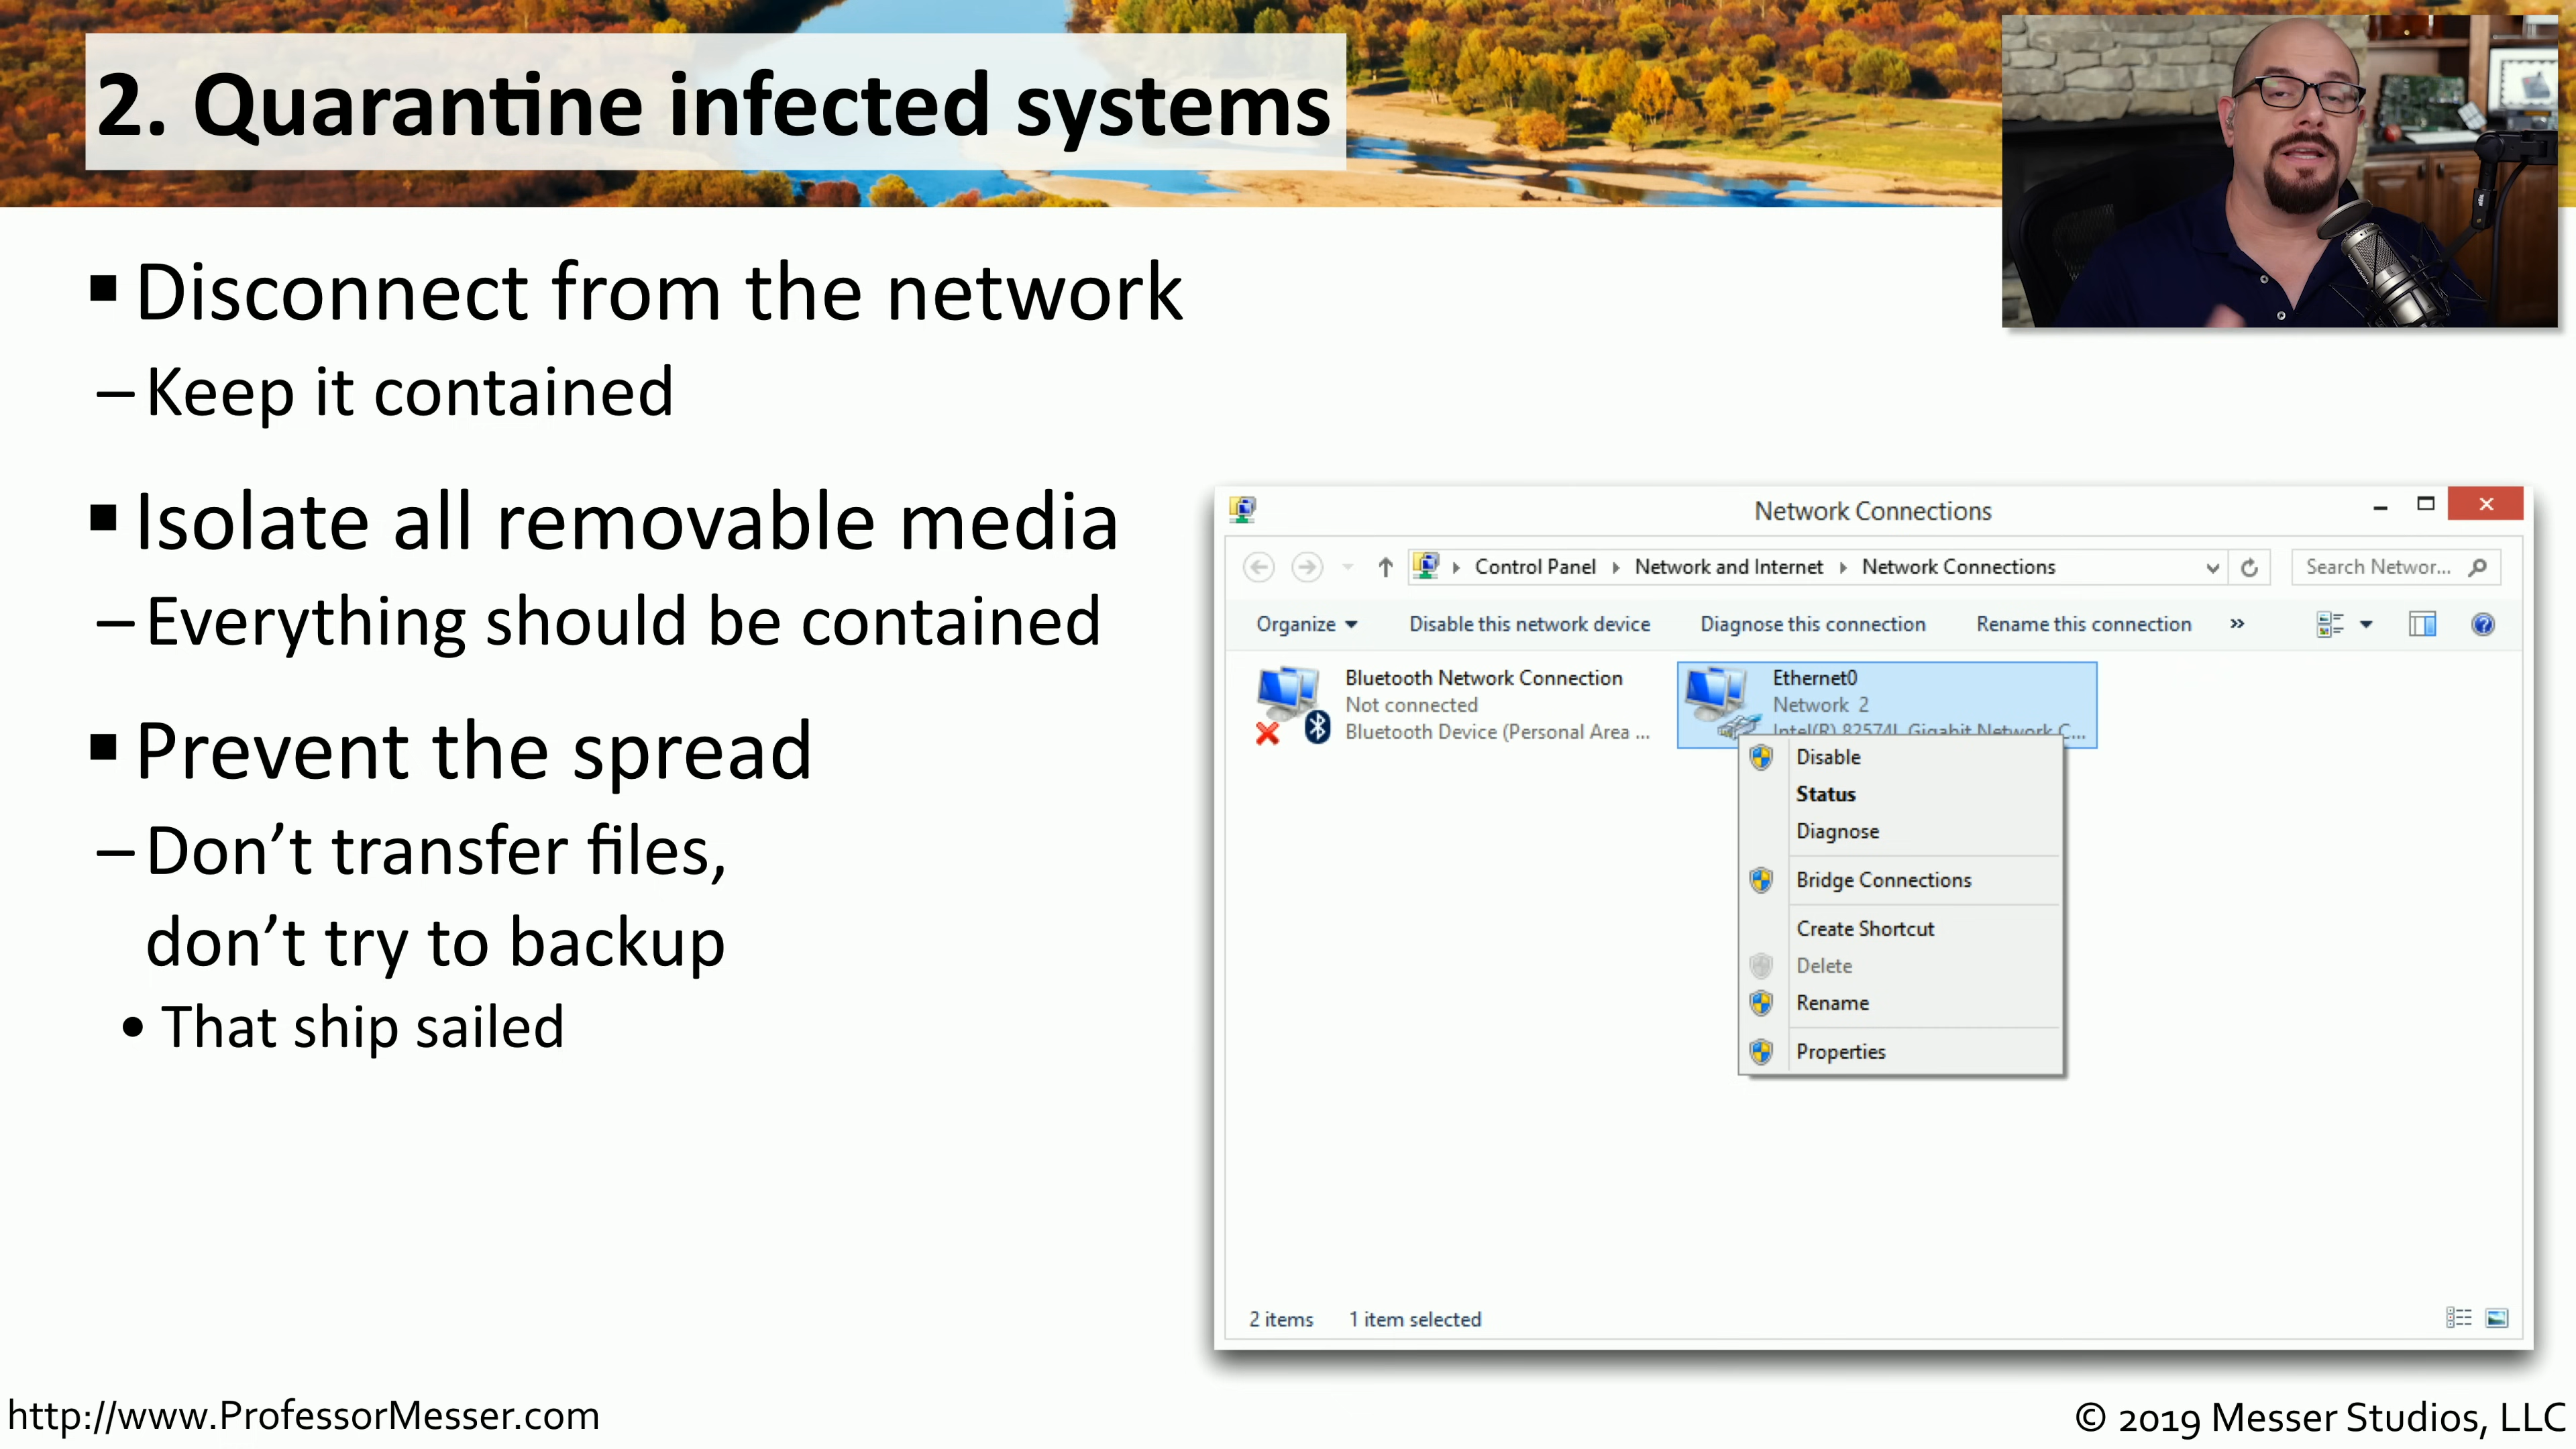 2. Quarantine infected systems
▪ Disconnect from the network
– Keep it contained
▪ Isolate all removable media
– Everything should be contained
▪ Prevent the spread
– Don’t transfer files,
don’t try to backup
• That ship sailed
Network Connections
Control Panel Network and Internet Network Connections
Search Networ...
Organize Disable this network device Diagnose this connection Rename this connection »
Bluetooth Network Connection
Not connected
Bluetooth Device (Personal Area ...
Ethernet0
Network 2
Intel(R) 82574L Gigabit Network C...
Disable
Status
Diagnose
Bridge Connections
Create Shortcut
Delete
Rename
Properties
2 items 1 item selected
http://www.ProfessorMesser.com
© 2019 Messer Studios, LLC